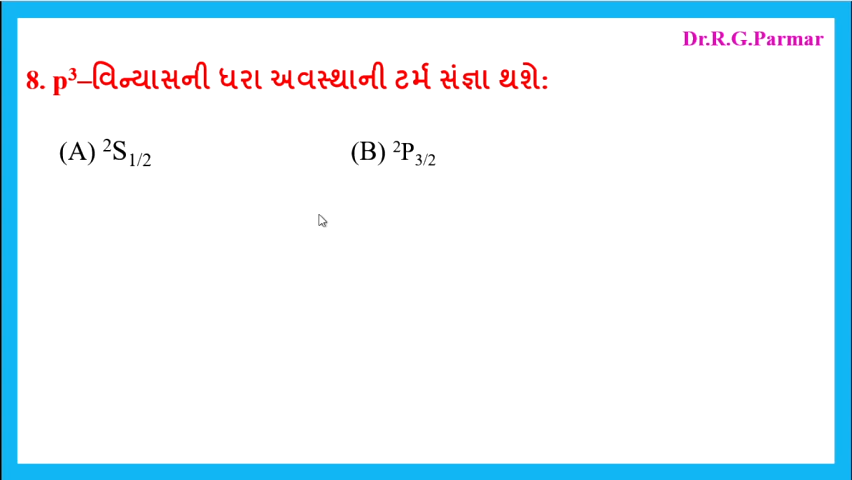 Dr.R.G.Parmar
8. p³–વિન્યાસની ધરા અવસ્થાની ટર્મ સંજ્ઞા થશે:
(A) ²S₁/₂ (B) ²P₃/₂